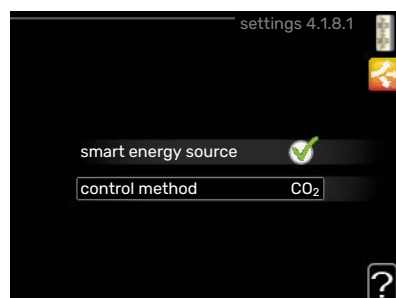 settings 4.1.8.1
smart energy source
control method CO₂
?